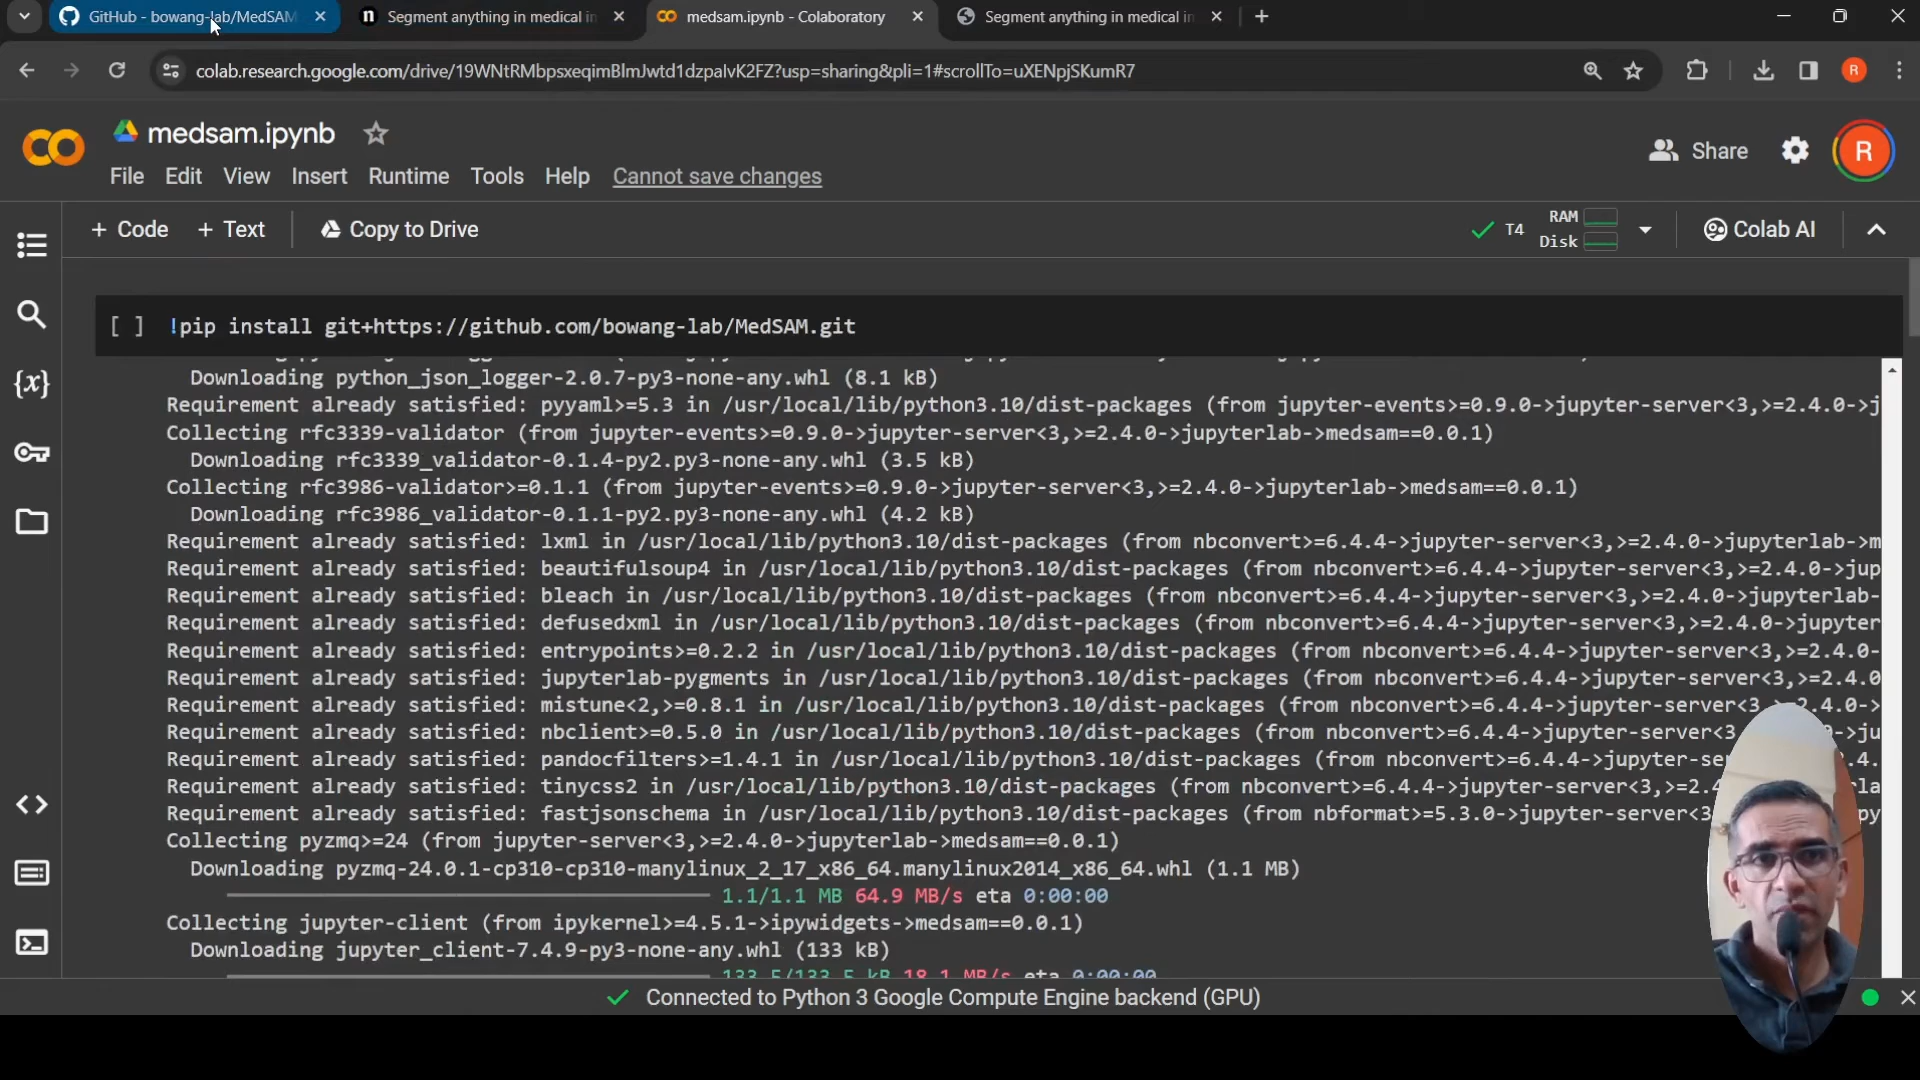 GitHub - bowang-lab/MedSAM
Segment anything in medical in
medsam.ipynb - Colaboratory
Segment anything in medical in
colab.research.google.com/drive/19WNtRMbpsxeqimBlmJwtd1dzpalvK2FZ?usp=sharing&pli=1#scrollTo=uXENpjSKumR7
R
medsam.ipynb
Share
R
File Edit View Insert Runtime Tools Help Cannot save changes
+ Code + Text Copy to Drive
T4 RAM
Disk
Colab AI
[ ] !pip install git+https://github.com/bowang-lab/MedSAM.git
Downloading python_json_logger-2.0.7-py3-none-any.whl (8.1 kB)
Requirement already satisfied: pyyaml>=5.3 in /usr/local/lib/python3.10/dist-packages (from jupyter-events>=0.9.0->jupyter-server<3,>=2.4.0->j
Collecting rfc3339-validator (from jupyter-events>=0.9.0->jupyter-server<3,>=2.4.0->jupyterlab->medsam==0.0.1)
Downloading rfc3339_validator-0.1.4-py2.py3-none-any.whl (3.5 kB)
Collecting rfc3986-validator>=0.1.1 (from jupyter-events>=0.9.0->jupyter-server<3,>=2.4.0->jupyterlab->medsam==0.0.1)
Downloading rfc3986_validator-0.1.1-py2.py3-none-any.whl (4.2 kB)
Requirement already satisfied: lxml in /usr/local/lib/python3.10/dist-packages (from nbconvert>=6.4.4->jupyter-server<3,>=2.4.0->jupyterlab->m
Requirement already satisfied: beautifulsoup4 in /usr/local/lib/python3.10/dist-packages (from nbconvert>=6.4.4->jupyter-server<3,>=2.4.0->jup
Requirement already satisfied: bleach in /usr/local/lib/python3.10/dist-packages (from nbconvert>=6.4.4->jupyter-server<3,>=2.4.0->jupyterlab-
Requirement already satisfied: defusedxml in /usr/local/lib/python3.10/dist-packages (from nbconvert>=6.4.4->jupyter-server<3,>=2.4.0->jupyter
Requirement already satisfied: entrypoints>=0.2.2 in /usr/local/lib/python3.10/dist-packages (from nbconvert>=6.4.4->jupyter-server<3,>=2.4.0-
Requirement already satisfied: jupyterlab-pygments in /usr/local/lib/python3.10/dist-packages (from nbconvert>=6.4.4->jupyter-server<3,>=2.4.0
Requirement already satisfied: mistune<2,>=0.8.1 in /usr/local/lib/python3.10/dist-packages (from nbconvert>=6.4.4->jupyter-server<3, 2.4.0->
Requirement already satisfied: nbclient>=0.5.0 in /usr/local/lib/python3.10/dist-packages (from nbconvert>=6.4.4->jupyter-server<3 ->ju
Requirement already satisfied: pandocfilters>=1.4.1 in /usr/local/lib/python3.10/dist-packages (from nbconvert>=6.4.4->jupyter-se .4.
Requirement already satisfied: tinycss2 in /usr/local/lib/python3.10/dist-packages (from nbconvert>=6.4.4->jupyter-server<3,>=2.4 rla
Requirement already satisfied: fastjsonschema in /usr/local/lib/python3.10/dist-packages (from nbformat>=5.3.0->jupyter-server<3 py
Collecting pyzmq>=24 (from jupyter-server<3,>=2.4.0->jupyterlab->medsam==0.0.1)
Downloading pyzmq-24.0.1-cp310-cp310-manylinux_2_17_x86_64.manylinux2014_x86_64.whl (1.1 MB)
1.1/1.1 MB 64.9 MB/s eta 0:00:00
Collecting jupyter-client (from ipykernel>=4.5.1->ipywidgets->medsam==0.0.1)
Downloading jupyter_client-7.4.9-py3-none-any.whl (133 kB)
133.5/133.5 kB 18.1 MB/s eta 0:00:00
Connected to Python 3 Google Compute Engine backend (GPU)